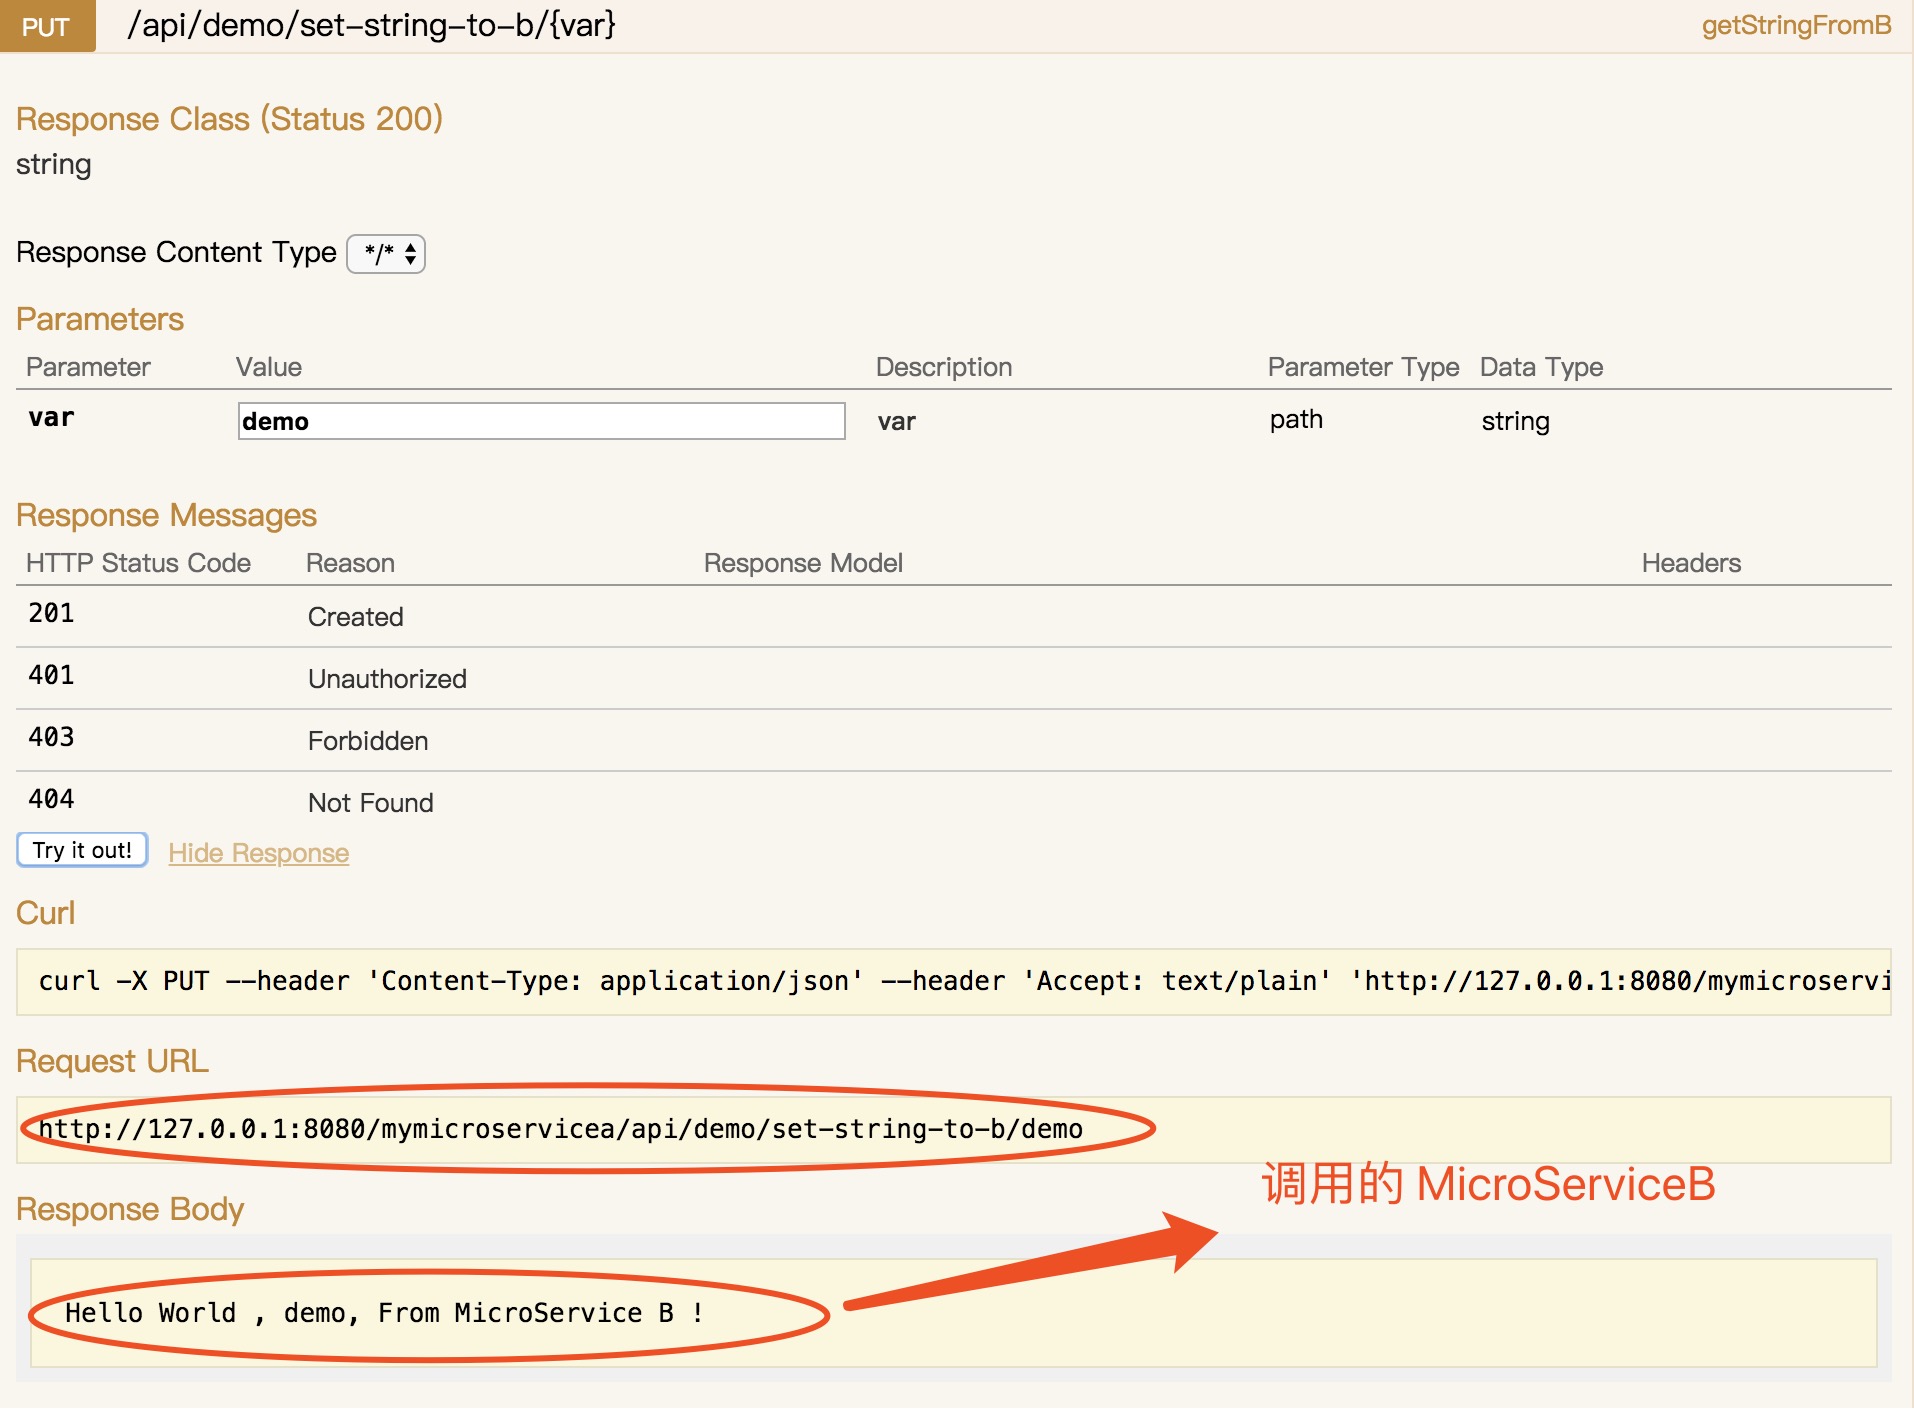 PUT /api/demo/set-string-to-b/{var} getStringFromB
Response Class (Status 200)
string
Response Content Type */*
Parameters
Parameter Value Description Parameter Type Data Type
var demo var path string
Response Messages
HTTP Status Code Reason Response Model Headers
201 Created
401 Unauthorized
403 Forbidden
404 Not Found
Try it out! Hide Response
Curl
curl -X PUT --header 'Content-Type: application/json' --header 'Accept: text/plain' 'http://127.0.0.1:8080/mymicroservi
Request URL
http://127.0.0.1:8080/mymicroservicea/api/demo/set-string-to-b/demo
调用的 MicroServiceB
Response Body
Hello World , demo, From MicroService B !